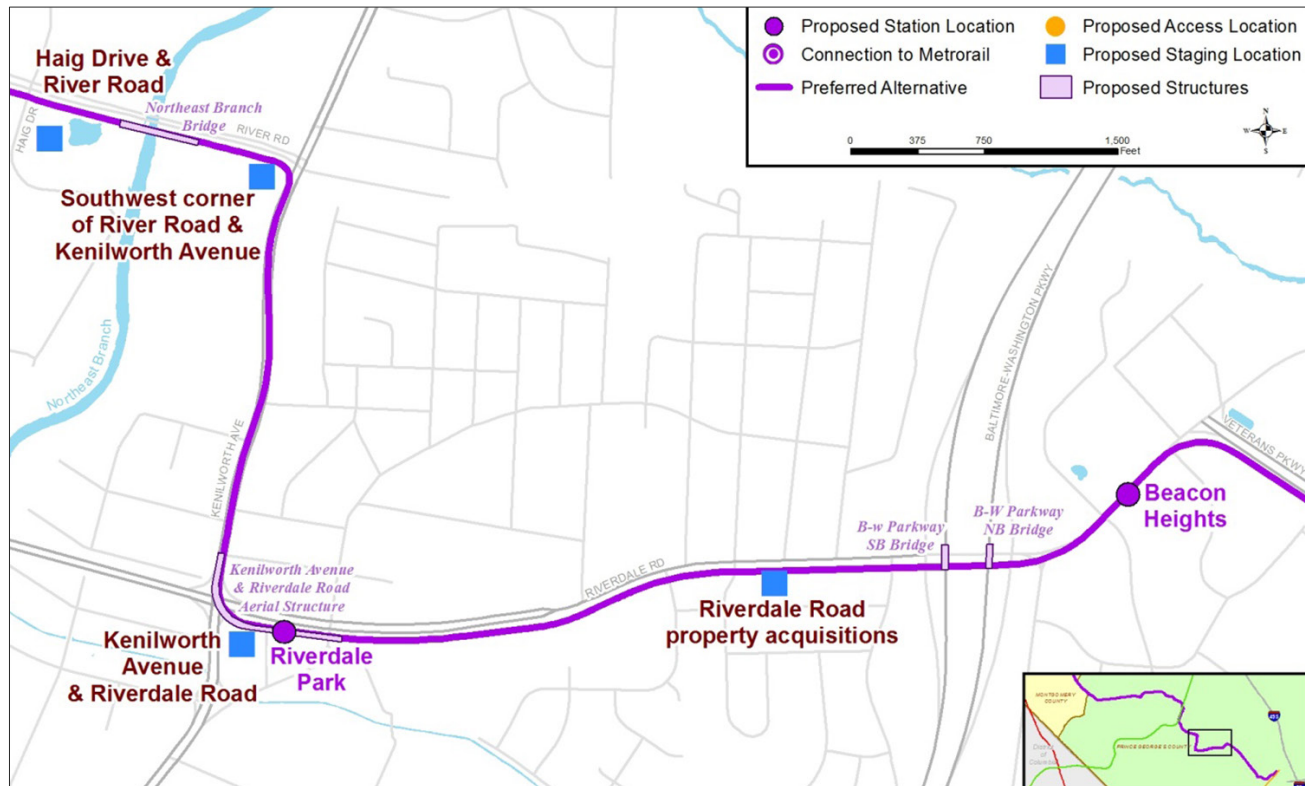 Proposed Station Location
Connection to Metrorail
Preferred Alternative
Proposed Access Location
Proposed Staging Location
Proposed Structures
N
W E
S
0 375 750 1,500
Feet
Haig Drive &
River Road
HAIG DR
Northeast Branch
Bridge
RIVER RD
Southwest corner
of River Road &
Kenilworth Avenue
Northeast Branch
KENILWORTH AVE
BALTIMORE-WASHINGTON PKWY
VETERANS PKWY
Beacon
Heights
B-w Parkway
SB Bridge
B-W Parkway
NB Bridge
Kenilworth Avenue
& Riverdale Road
Aerial Structure
RIVERDALE RD
Riverdale Road
property acquisitions
Kenilworth
Avenue
& Riverdale Road
Riverdale
Park
MONTGOMERY
COUNTY
PRINCE GEORGE'S COUNTY
District
of
Columbia